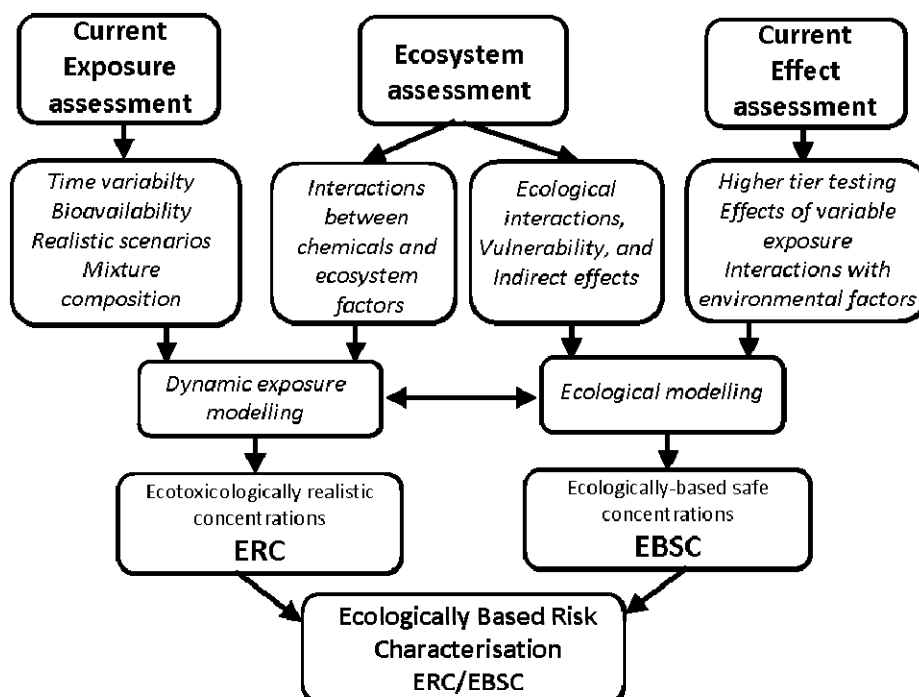 Current
Exposure
assessment
Ecosystem
assessment
Current
Effect
assessment
Time variabilty
Bioavailability
Realistic scenarios
Mixture
composition
Interactions
between
chemicals and
ecosystem
factors
Ecological
interactions,
Vulnerability, and
Indirect effects
Higher tier testing
Effects of variable
exposure
Interactions with
environmental factors
Dynamic exposure
modelling
Ecological modelling
Ecotoxicologically realistic
concentrations
ERC
Ecologically-based safe
concentrations
EBSC
Ecologically Based Risk
Characterisation
ERC/EBSC